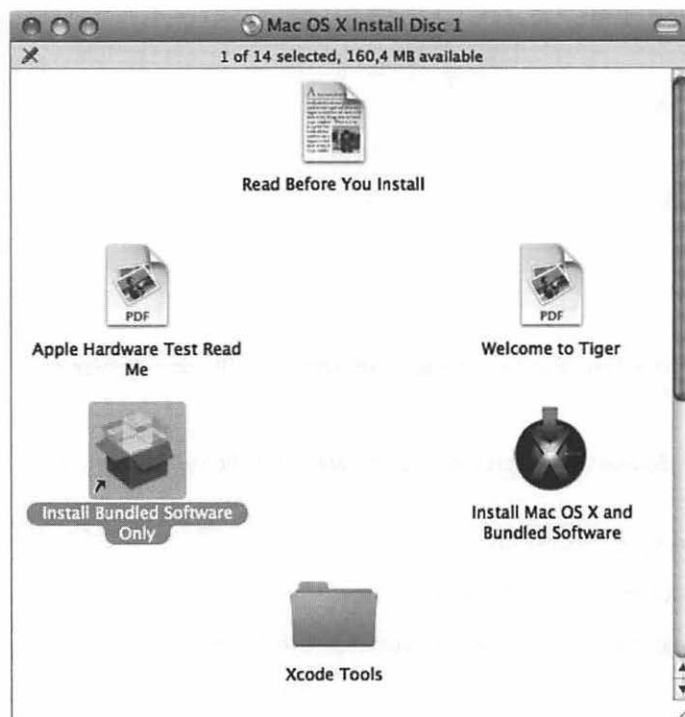 Mac OS X Install Disc 1
1 of 14 selected, 160,4 MB available
Read Before You Install
PDF
PDF
Apple Hardware Test Read
Me
Welcome to Tiger
Install Bundled Software
Only
Install Mac OS X and
Bundled Software
Xcode Tools